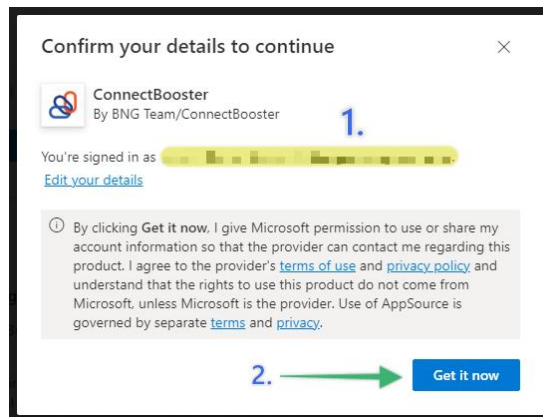 Confirm your details to continue
ConnectBooster
By BNG Team/ConnectBooster
1.
You're signed in as
Edit your details
By clicking Get it now, I give Microsoft permission to use or share my
account information so that the provider can contact me regarding this
product. I agree to the provider's terms of use and privacy policy and
understand that the rights to use this product do not come from
Microsoft, unless Microsoft is the provider. Use of AppSource is
governed by separate terms and privacy.
2.
Get it now